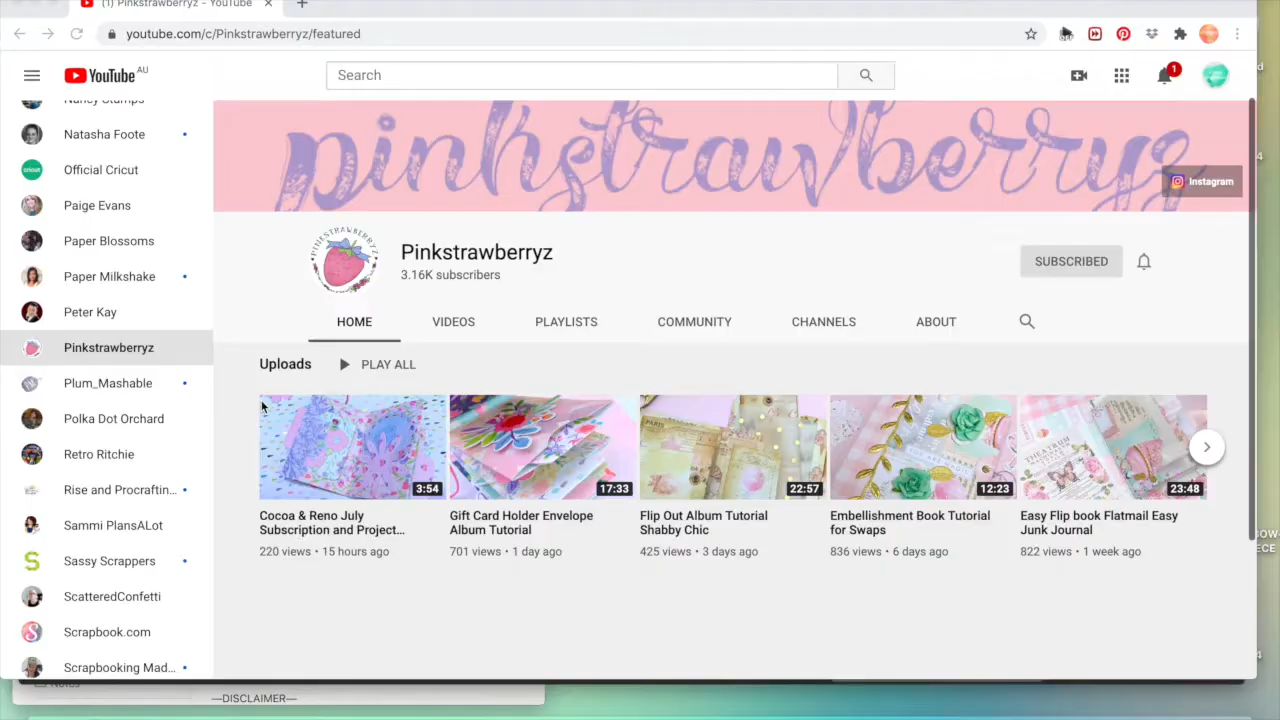 (1) Pinkstrawberryz - YouTube
youtube.com/c/Pinkstrawberryz/featured
YouTube AU
Search
1
Nancy Stamps
Natasha Foote
Official Cricut
Paige Evans
Paper Blossoms
Paper Milkshake
Peter Kay
Pinkstrawberryz
Plum_Mashable
Polka Dot Orchard
Retro Ritchie
Rise and Procraftin...
Sammi PlansALot
Sassy Scrappers
ScatteredConfetti
Scrapbook.com
Scrapbooking Mad...
pinkstrawberryz
Instagram
PINKSTRAWBERRYZ
Pinkstrawberryz
3.16K subscribers
SUBSCRIBED
HOME
VIDEOS
PLAYLISTS
COMMUNITY
CHANNELS
ABOUT
Uploads
PLAY ALL
3:54
17:33
22:57
12:23
23:48
Cocoa & Reno July
Subscription and Project...
220 views • 15 hours ago
Gift Card Holder Envelope
Album Tutorial
701 views • 1 day ago
Flip Out Album Tutorial
Shabby Chic
425 views • 3 days ago
Embellishment Book Tutorial
for Swaps
836 views • 6 days ago
Easy Flip book Flatmail Easy
Junk Journal
822 views • 1 week ago
—DISCLAIMER—